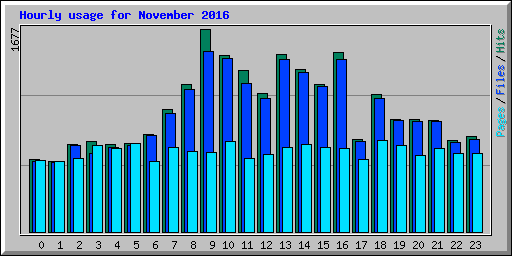 Hourly usage for November 2016
1677
Pages/Files/Hits
0 1 2 3 4 5 6 7 8 9 10 11 12 13 14 15 16 17 18 19 20 21 22 23